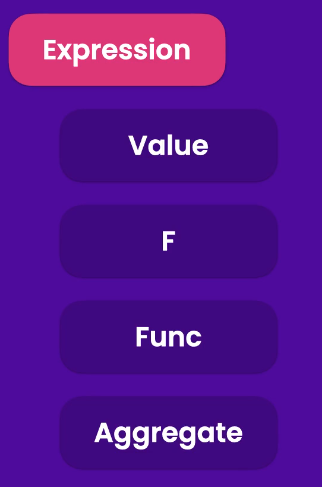 Expression
Value
F
Func
Aggregate